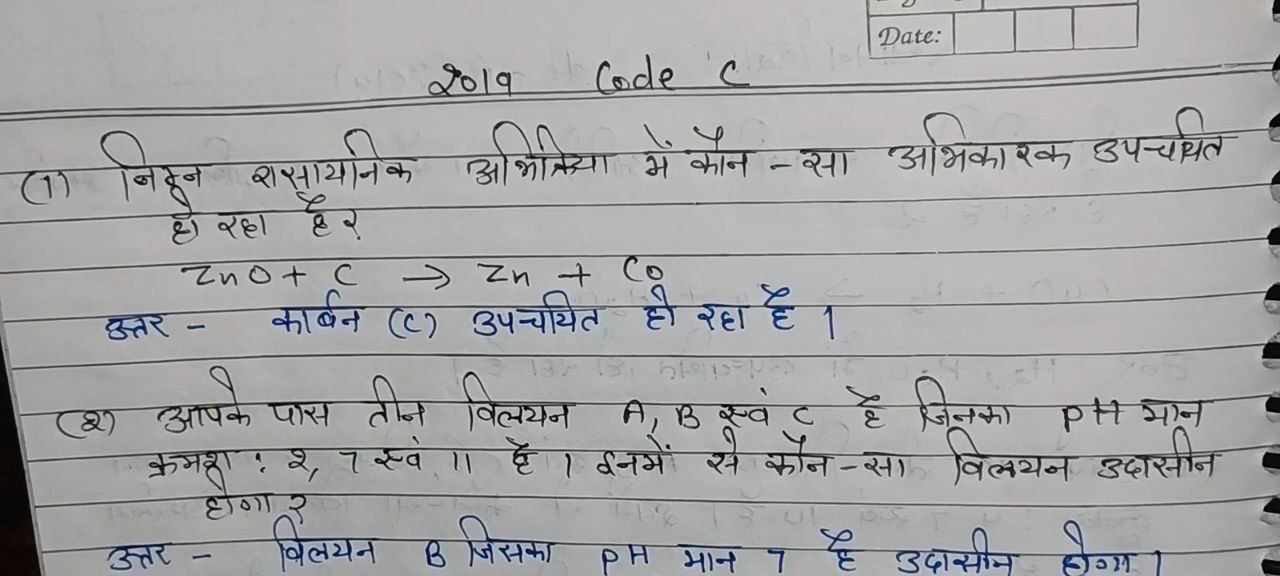 Date:
2019 Code C
(1) निम्न रासायनिक अभिक्रिया में कौन - सा अभिकारक उपचयित
हो रहा है ?
ZnO + C → Zn + CO
उत्तर - कार्बन (C) उपचयित हो रहा है ।
(2) आपके पास तीन विलयन A, B एवं C है जिनका pH मान
क्रमश : 2, 7 एवं 11 है । इनमें से कौन - सा विलयन उदासीन
होगा ?
उत्तर - विलयन B जिसका PH मान 7 है उदासीन होगा ।